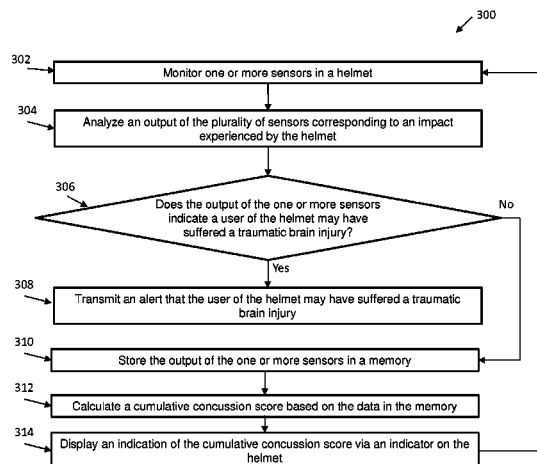 300
302
Monitor one or more sensors in a helmet
304
Analyze an output of the plurality of sensors corresponding to an impact
experienced by the helmet
306
Does the output of the one or more sensors
indicate a user of the helmet may have
suffered a traumatic brain injury?
No
Yes
308
Transmit an alert that the user of the helmet may have suffered a traumatic
brain injury
310
Store the output of the one or more sensors in a memory
312
Calculate a cumulative concussion score based on the data in the memory
314
Display an indication of the cumulative concussion score via an indicator on the
helmet